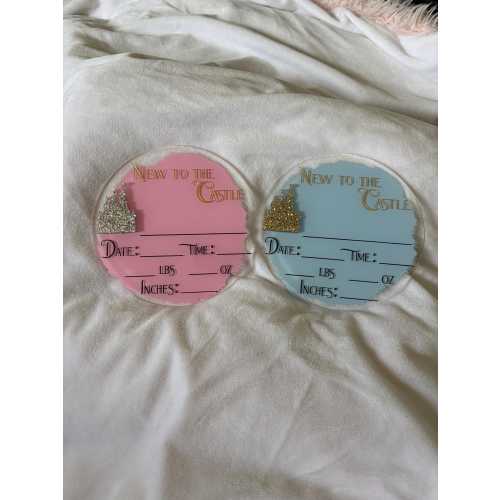 New to the
Castle
Date: Time:
lbs oz
Inches:
New to the
Castle
Date: Time:
lbs oz
Inches: